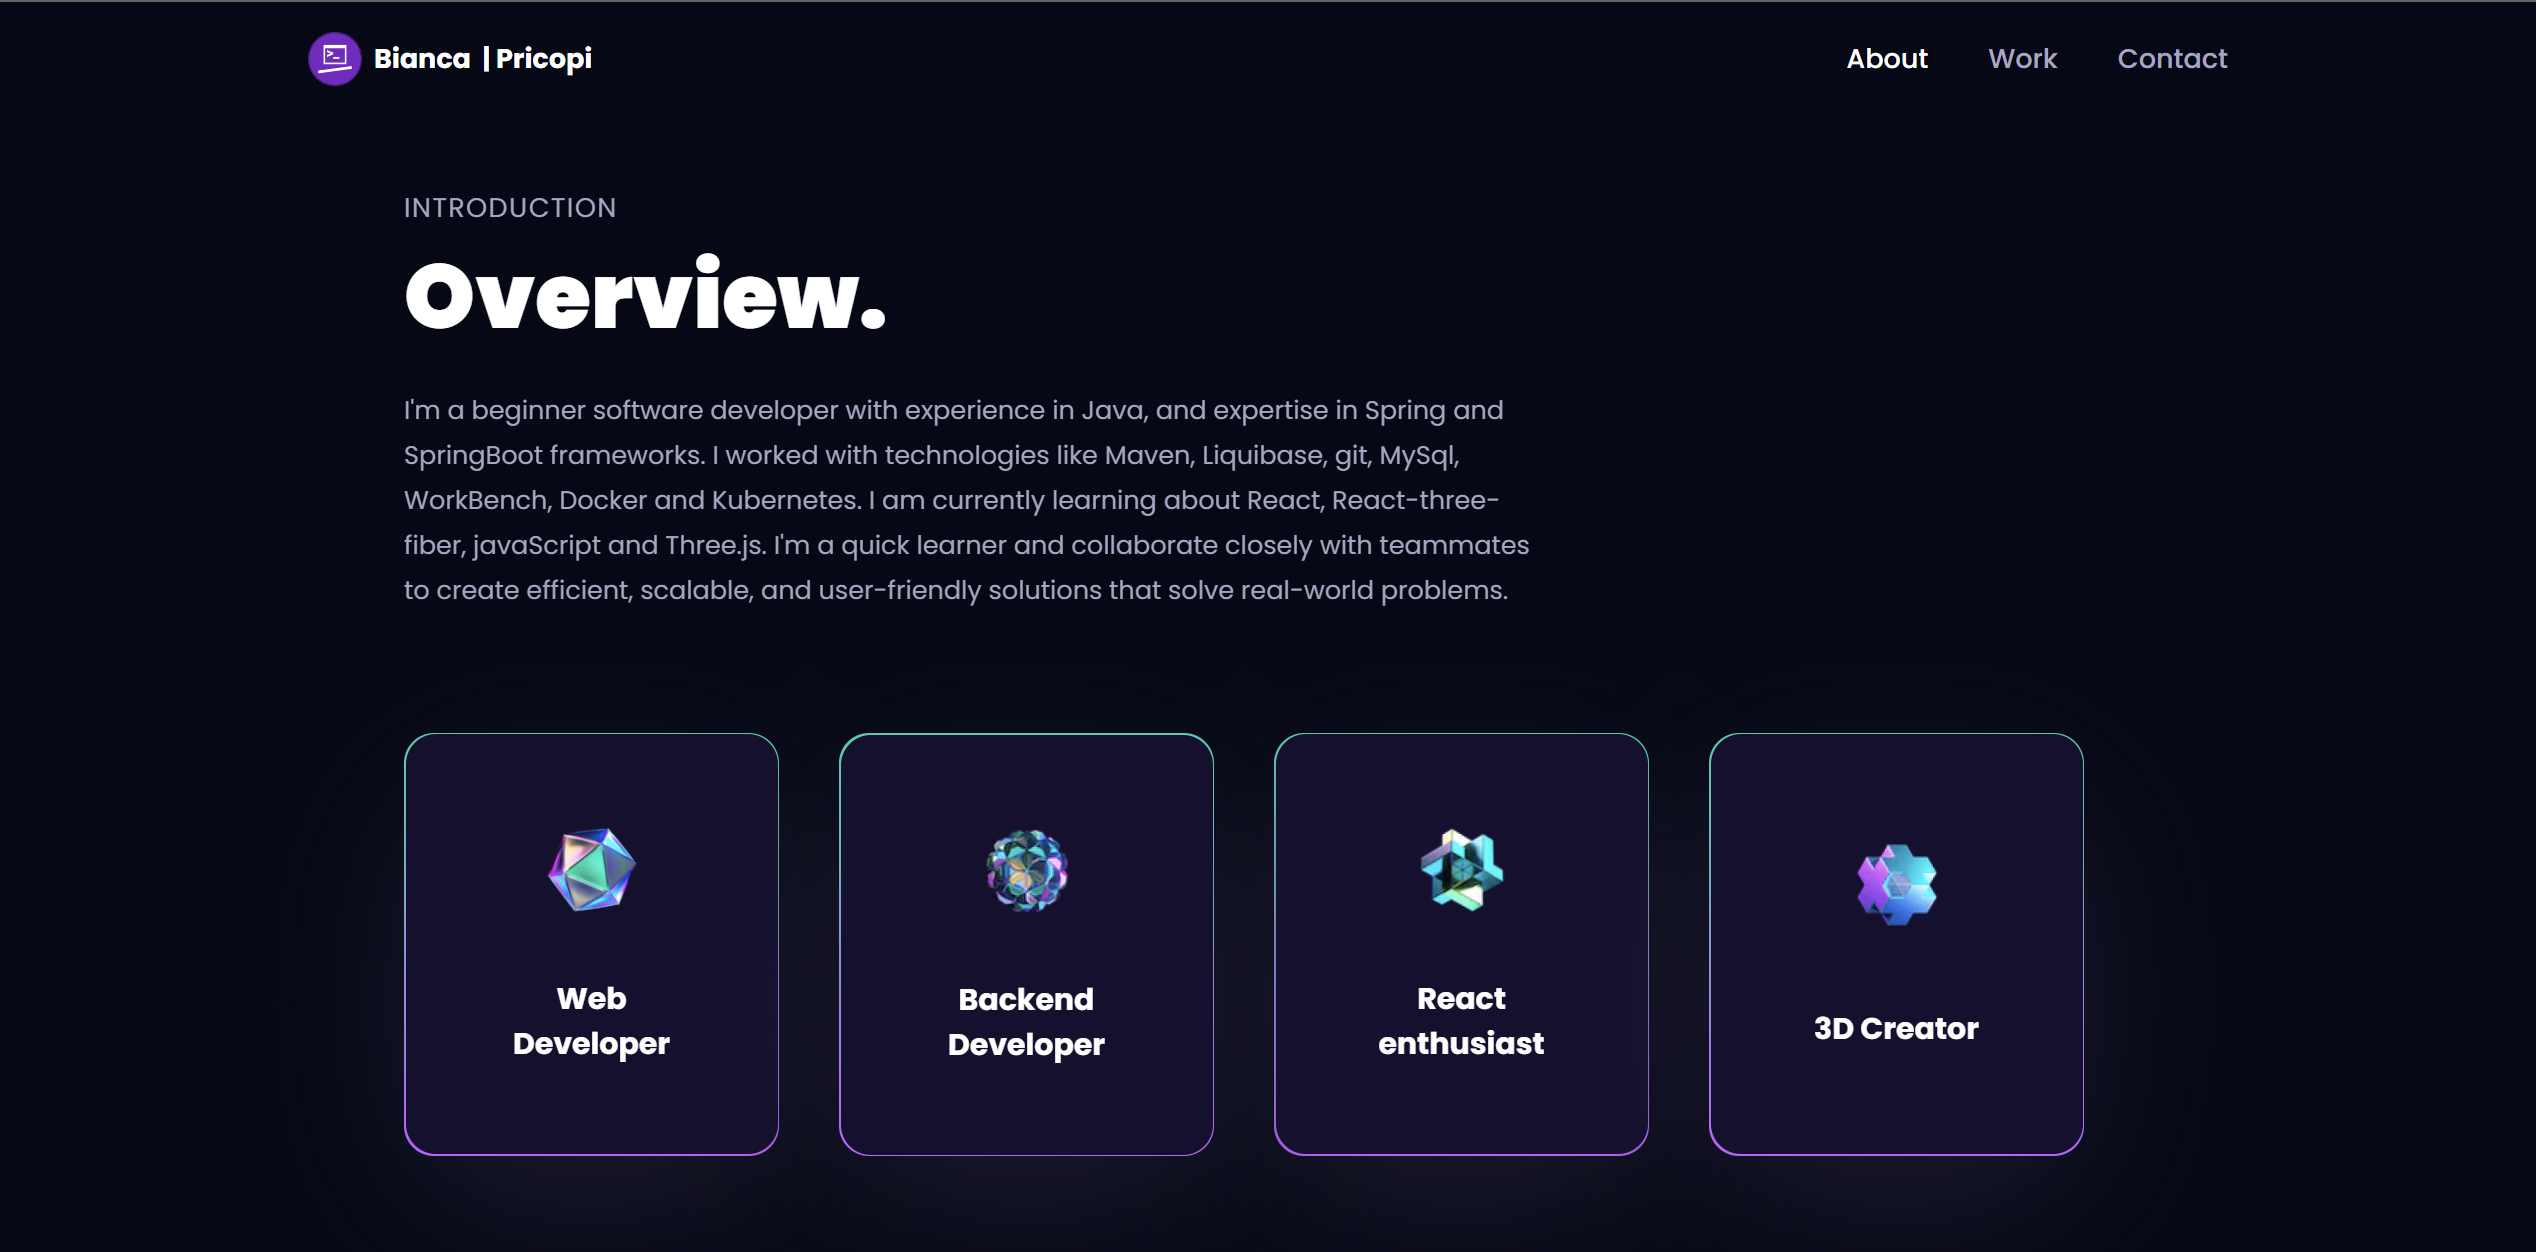 Bianca | Pricopi
About
Work
Contact
INTRODUCTION
Overview.
I'm a beginner software developer with experience in Java, and expertise in Spring and
SpringBoot frameworks. I worked with technologies like Maven, Liquibase, git, MySql,
WorkBench, Docker and Kubernetes. I am currently learning about React, React-three-
fiber, javaScript and Three.js. I'm a quick learner and collaborate closely with teammates
to create efficient, scalable, and user-friendly solutions that solve real-world problems.
Web
Developer
Backend
Developer
React
enthusiast
3D Creator